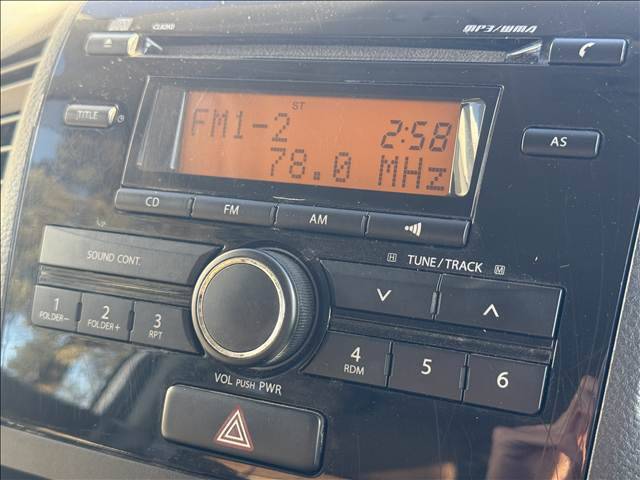 MP3/WMA
TITLE
ST
FM1-2 2:58
78.0 MHz
AS
CD FM AM
SOUND CONT.
H TUNE/TRACK M
1 FOLDER-
2 FOLDER+
3 RPT
4 RDM
5
6
VOL PUSH PWR